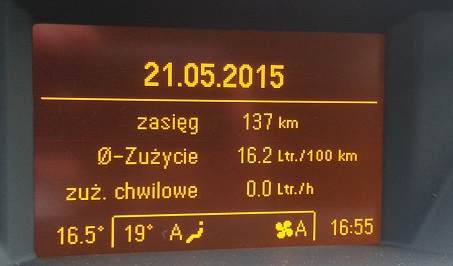 21.05.2015
zasięg 137 km
Ø-Zużycie 16.2 Ltr./100 km
zuż. chwilowe 0.0 Ltr./h
16.5° 19° A A 16:55